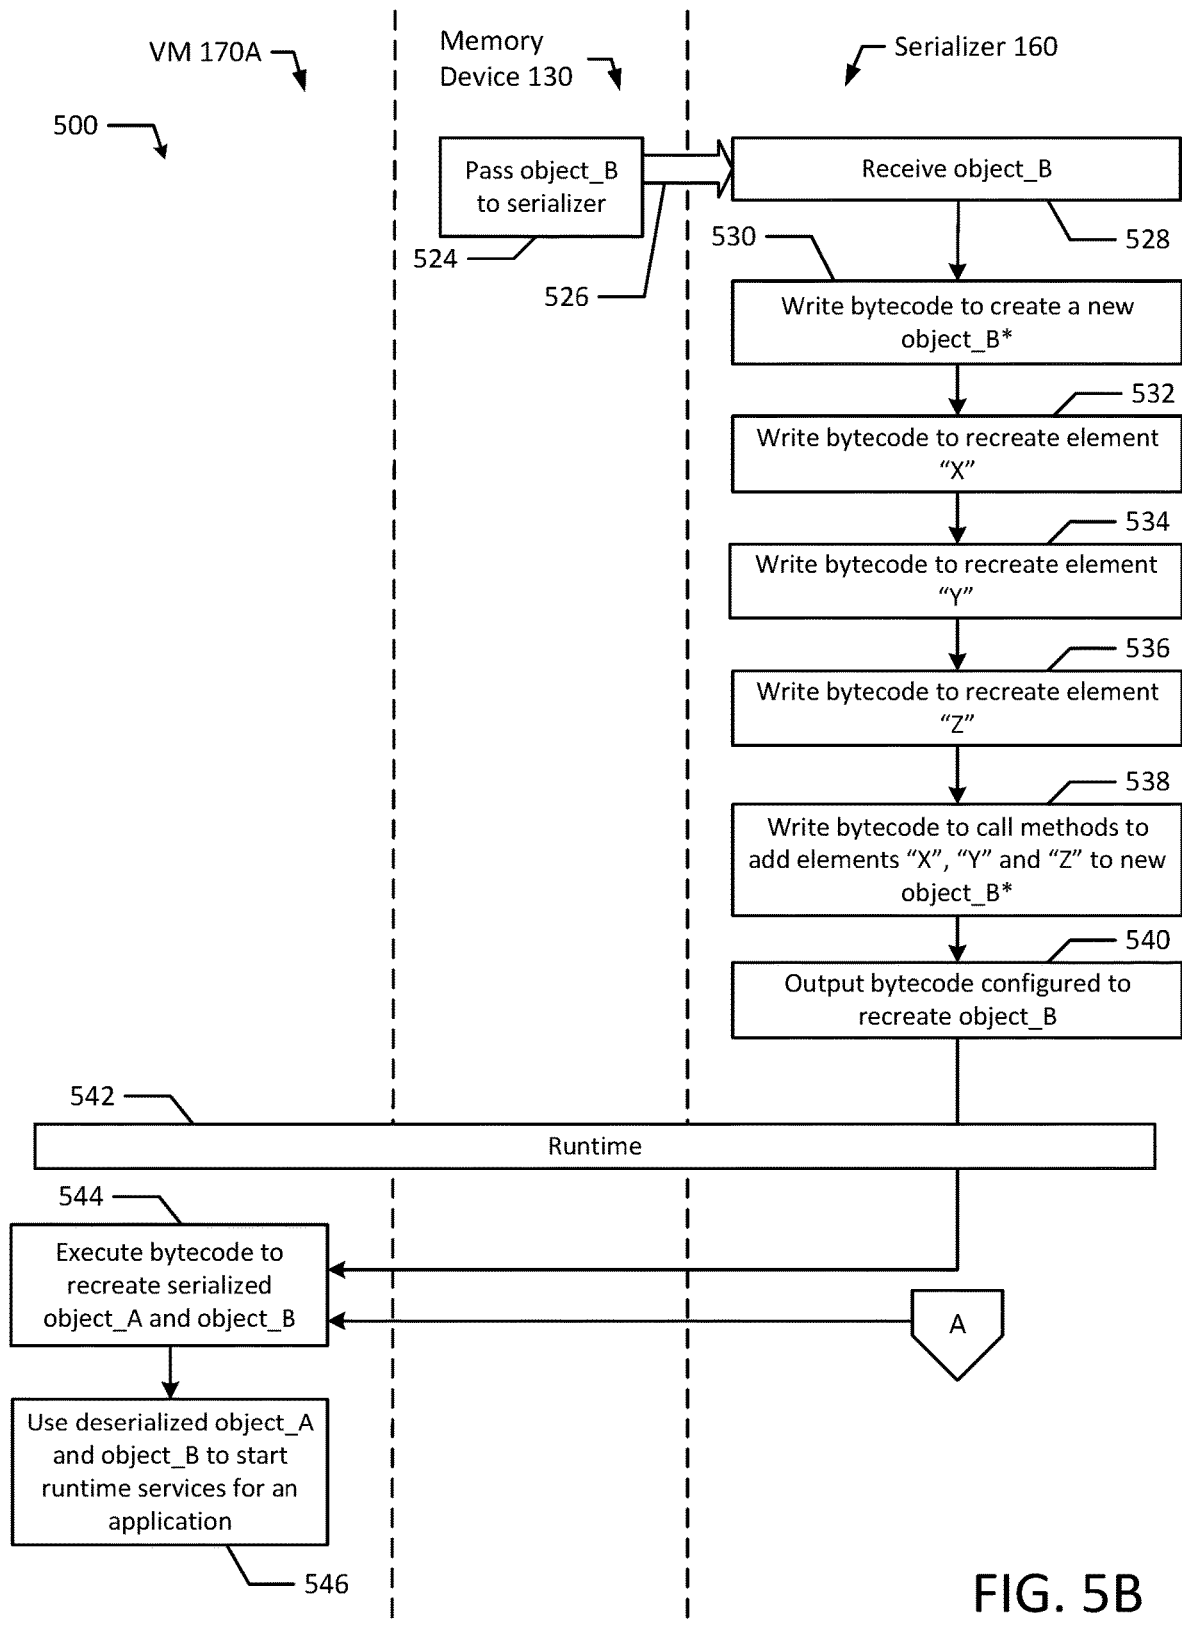 VM 170A
Memory
Device 130
Serializer 160
500
Pass object_B
to serializer
Receive object_B
524
526
528
530
Write bytecode to create a new
object_B*
532
Write bytecode to recreate element
“X”
534
Write bytecode to recreate element
“Y”
536
Write bytecode to recreate element
“Z”
538
Write bytecode to call methods to
add elements “X”, “Y” and “Z” to new
object_B*
540
Output bytecode configured to
recreate object_B
542
Runtime
544
Execute bytecode to
recreate serialized
object_A and object_B
A
Use deserialized object_A
and object_B to start
runtime services for an
application
546
FIG. 5B